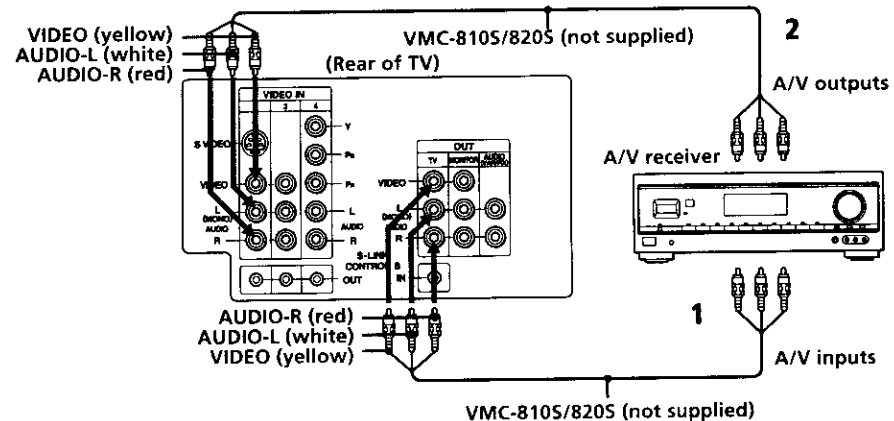 VIDEO (yellow)
AUDIO-L (white)
AUDIO-R (red)
VMC-810S/820S (not supplied)
2
(Rear of TV)
A/V outputs
VIDEO IN
3 4
S VIDEO
Y
VIDEO
L
(MONO)
AUDIO
R
L
AUDIO
R
OUT
TV MONITOR
VIDEO
L
(MONO)
R
S-LINK
CONTROL S
OUT
IN
A/V receiver
1
AUDIO-R (red)
AUDIO-L (white)
VIDEO (yellow)
A/V inputs
VMC-810S/820S (not supplied)